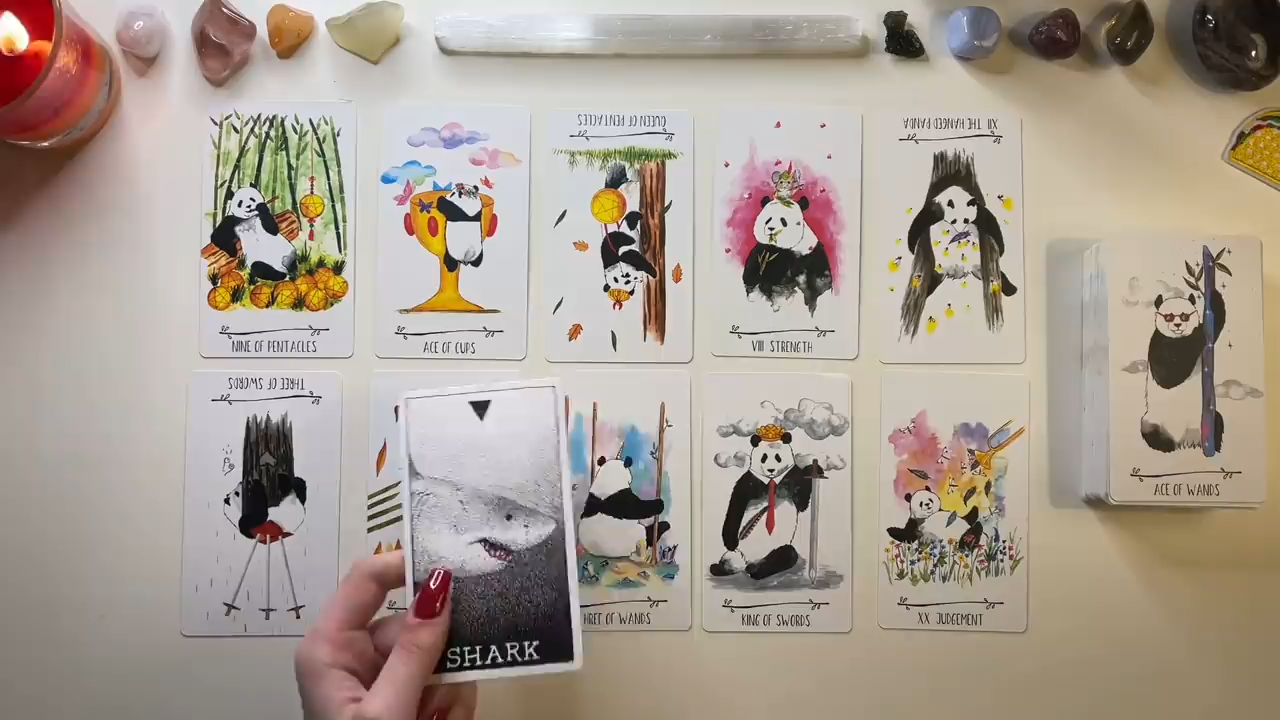 NINE OF PENTACLES
ACE OF CUPS
QUEEN OF PENTACLES
VIII STRENGTH
XII THE HANGED PANDA
ACE OF WANDS
THREE OF SWORDS
SHARK
THREE OF WANDS
KING OF SWORDS
XX JUDGEMENT